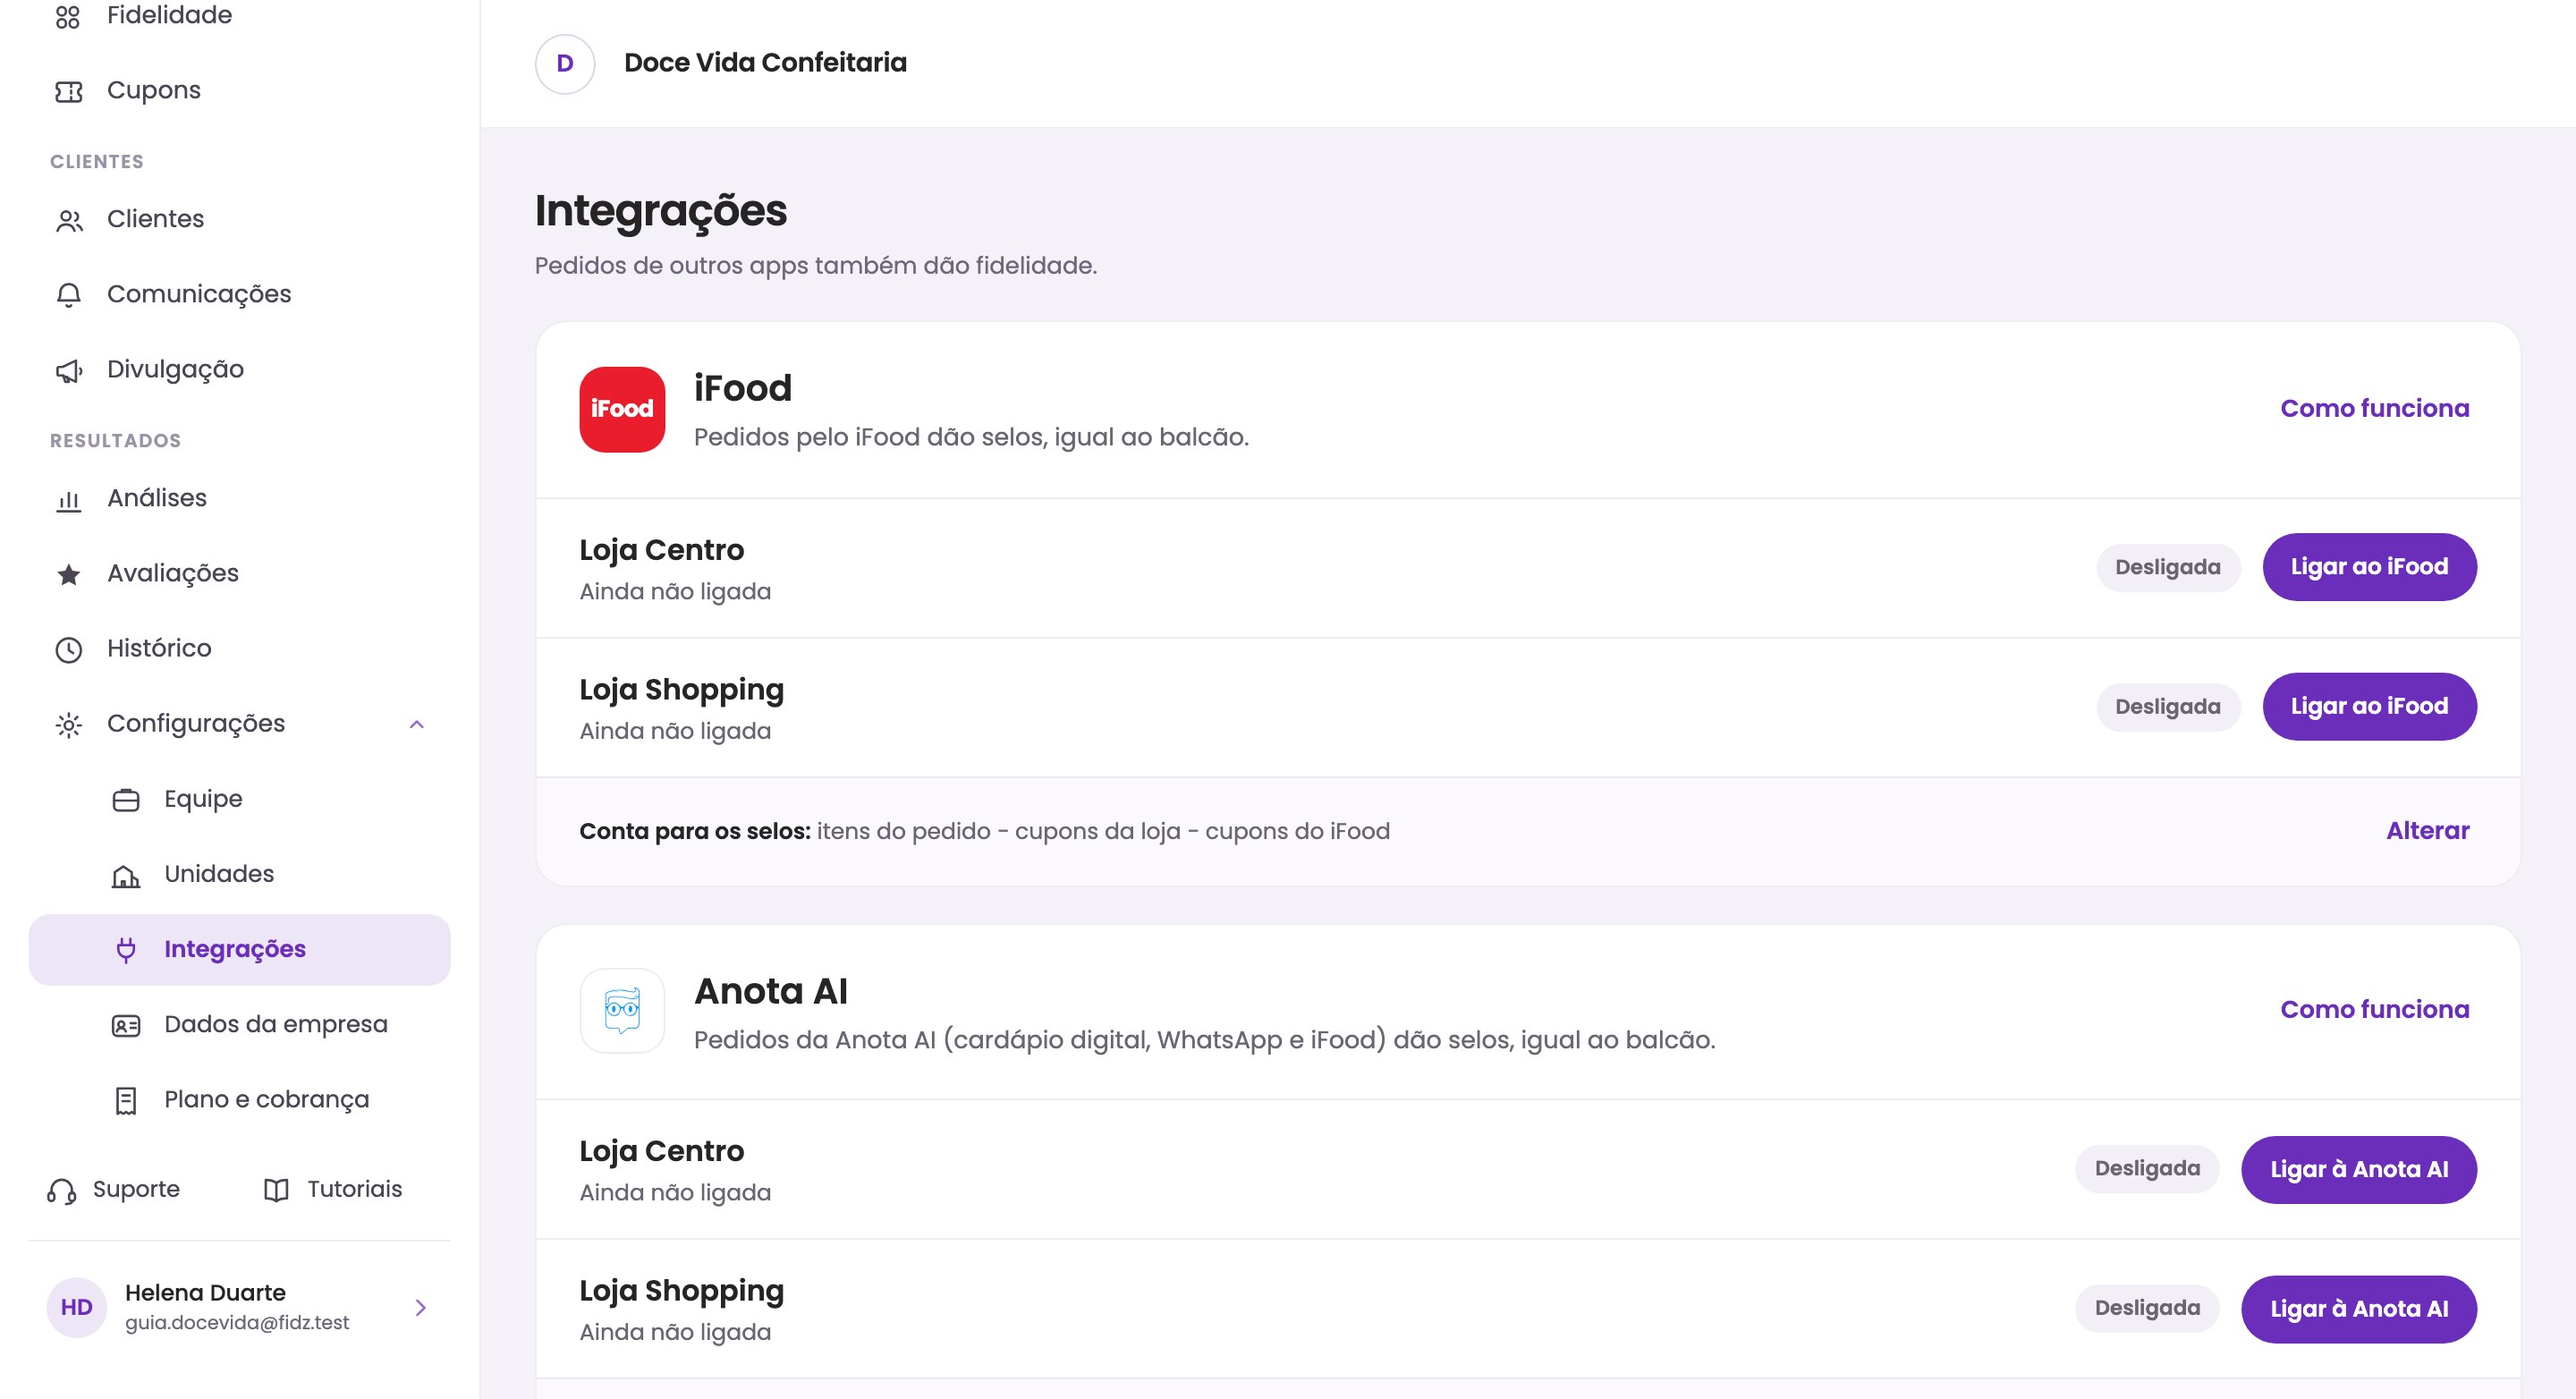 Fidelidade
Cupons
CLIENTES
Clientes
Comunicações
Divulgação
RESULTADOS
Análises
Avaliações
Histórico
Configurações
Equipe
Unidades
Integrações
Dados da empresa
Plano e cobrança
Suporte
Tutoriais
HD
Helena Duarte
guia.docevida@fidz.test
D
Doce Vida Confeitaria
Integrações
Pedidos de outros apps também dão fidelidade.
iFood
iFood
Pedidos pelo iFood dão selos, igual ao balcão.
Como funciona
Loja Centro
Ainda não ligada
Desligada
Ligar ao iFood
Loja Shopping
Ainda não ligada
Desligada
Ligar ao iFood
Conta para os selos: itens do pedido - cupons da loja - cupons do iFood
Alterar
Anota AI
Pedidos da Anota AI (cardápio digital, WhatsApp e iFood) dão selos, igual ao balcão.
Como funciona
Loja Centro
Ainda não ligada
Desligada
Ligar à Anota AI
Loja Shopping
Ainda não ligada
Desligada
Ligar à Anota AI